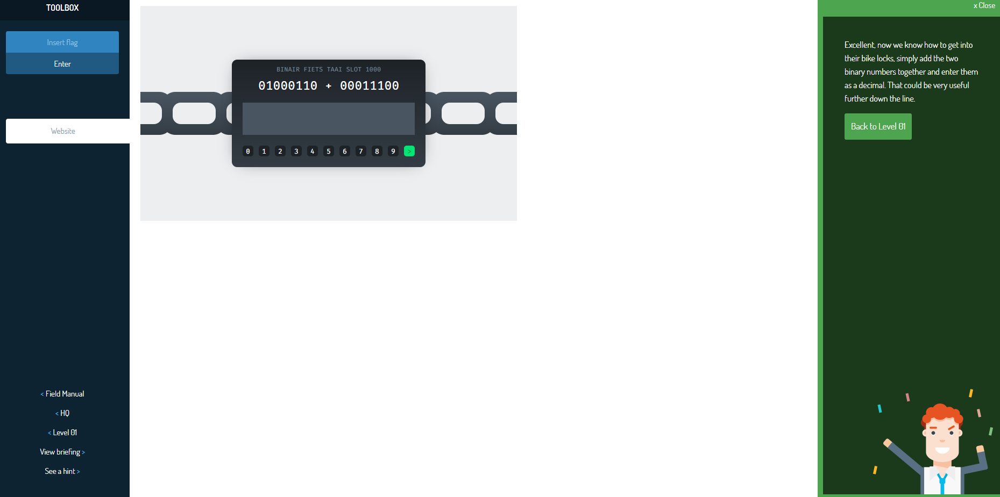 TOOLBOX
Insert flag
Enter
Website
< Field Manual
< HQ
< Level 01
View briefing >
See a hint >
BINAIR FIETS TAAI SLOT 1000
01000110 + 00011100
0 1 2 3 4 5 6 7 8 9 >
x Close
Excellent, now we know how to get into
their bike locks, simply add the two
binary numbers together and enter them
as a decimal. That could be very useful
further down the line.
Back to Level 01